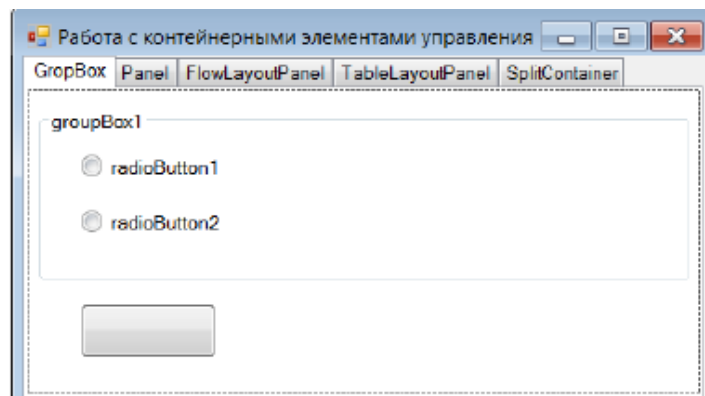 Работа с контейнерными элементами управления
GropBox Panel FlowLayoutPanel TableLayoutPanel SplitContainer
groupBox1
radioButton1
radioButton2